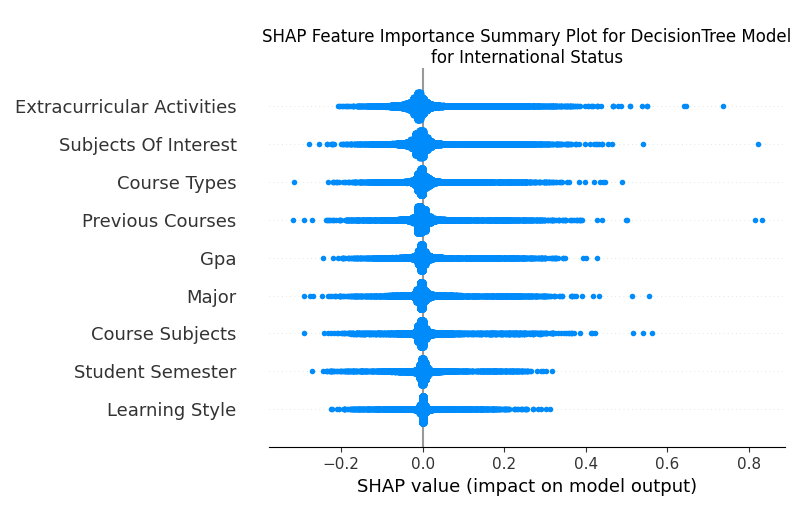 SHAP Feature Importance Summary Plot for DecisionTree Model
for International Status
Extracurricular Activities
Subjects Of Interest
Course Types
Previous Courses
Gpa
Major
Course Subjects
Student Semester
Learning Style
−0.2 0.0 0.2 0.4 0.6 0.8
SHAP value (impact on model output)